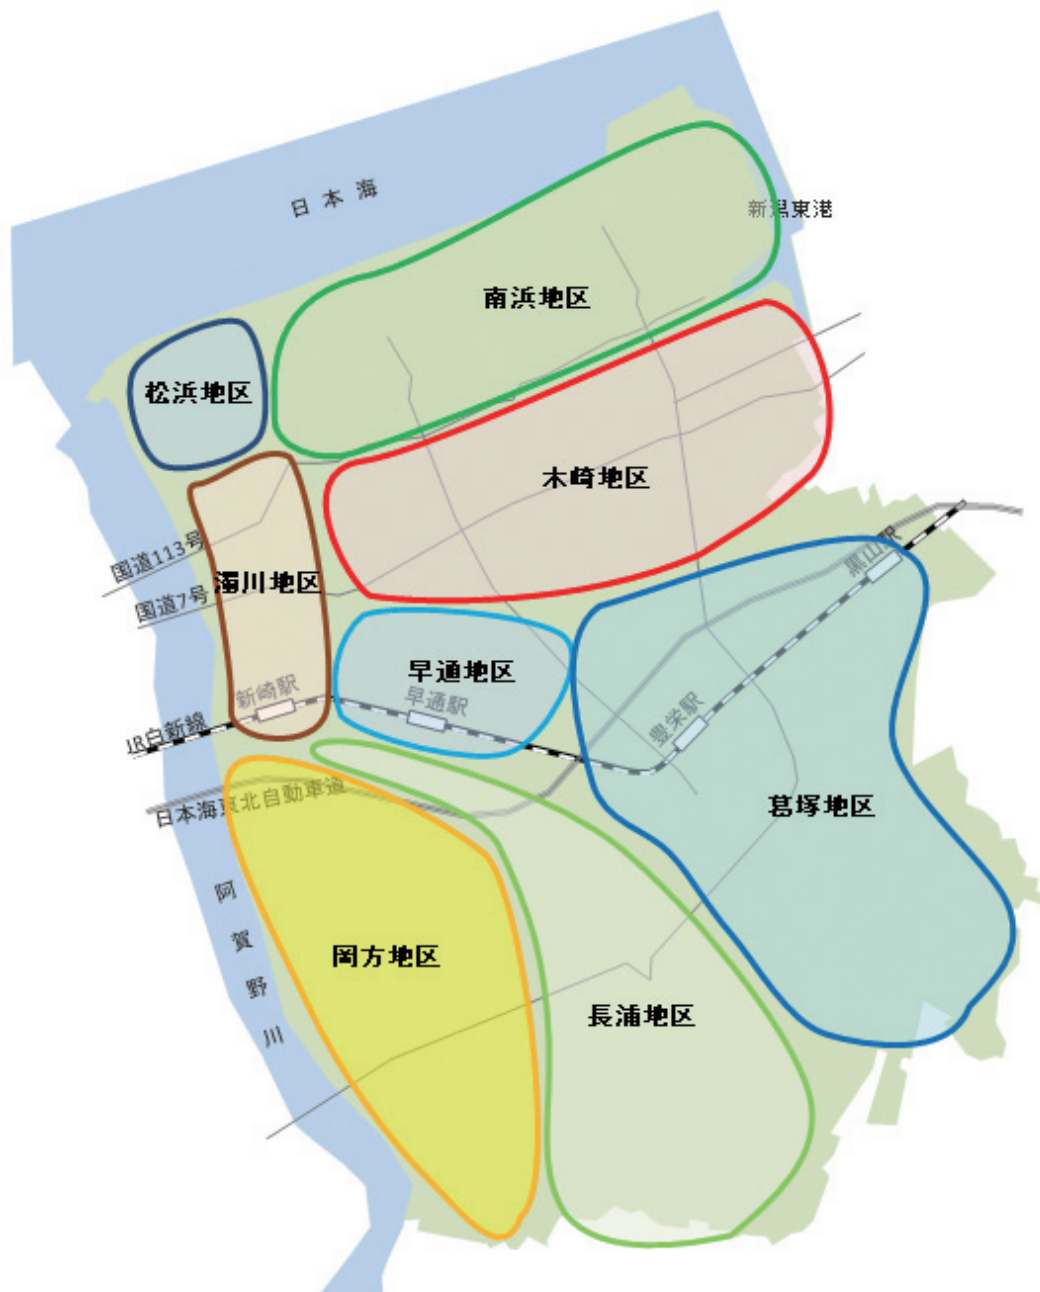 日本海
新潟東港
南浜地区
松浜地区
木崎地区
国道113号
黒山駅
濁川地区
国道7号
早通地区
新崎駅
早通駅
豊栄駅
JR白新線
日本海東北自動車道
葛塚地区
阿賀野川
岡方地区
長浦地区